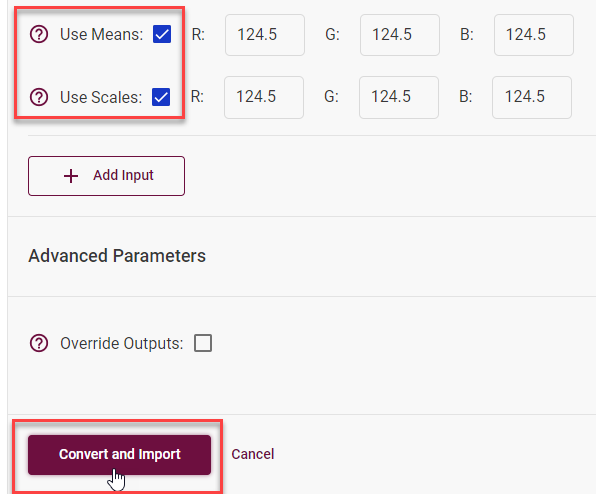 Use Means: R: 124.5 G: 124.5 B: 124.5
Use Scales: R: 124.5 G: 124.5 B: 124.5
Add Input
Advanced Parameters
Override Outputs:
Convert and Import Cancel